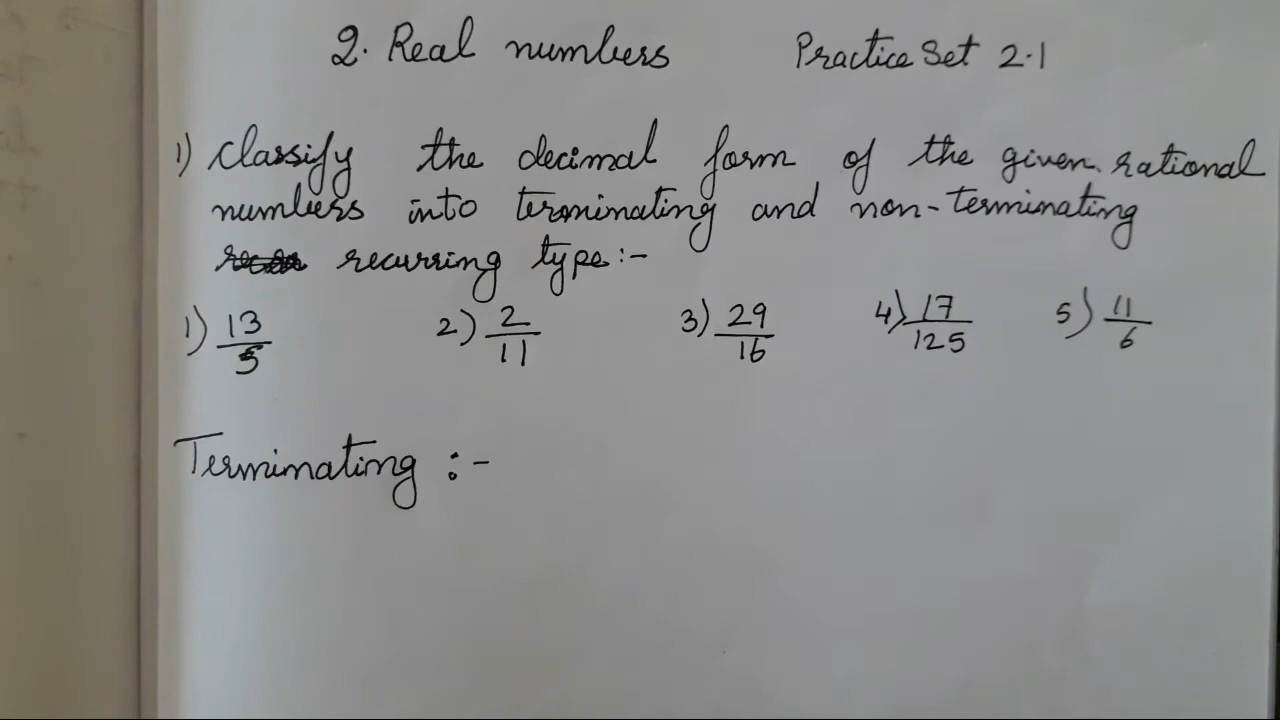 2. Real numbers Practice Set 2.1
1) Classify the decimal form of the given rational
numbers into terminating and non-terminating
recurring type:-
1) 13/5 2) 2/11 3) 29/16 4) 17/125 5) 11/6
Terminating :-